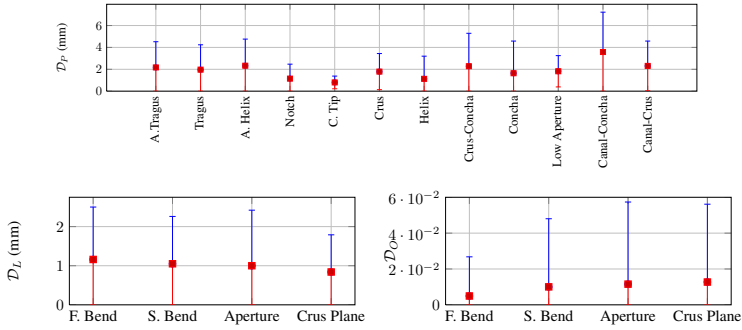 6
4
2
0
𝒟_P (mm)
A.Tragus
Tragus
A. Helix
Notch
C. Tip
Crus
Helix
Crus-Concha
Concha
Low Aperture
Canal-Concha
Canal-Crus
2
1
0
𝒟_L (mm)
F. Bend
S. Bend
Aperture
Crus Plane
6 · 10⁻²
4 · 10⁻²
2 · 10⁻²
0
𝒟_O
F. Bend
S. Bend
Aperture
Crus Plane